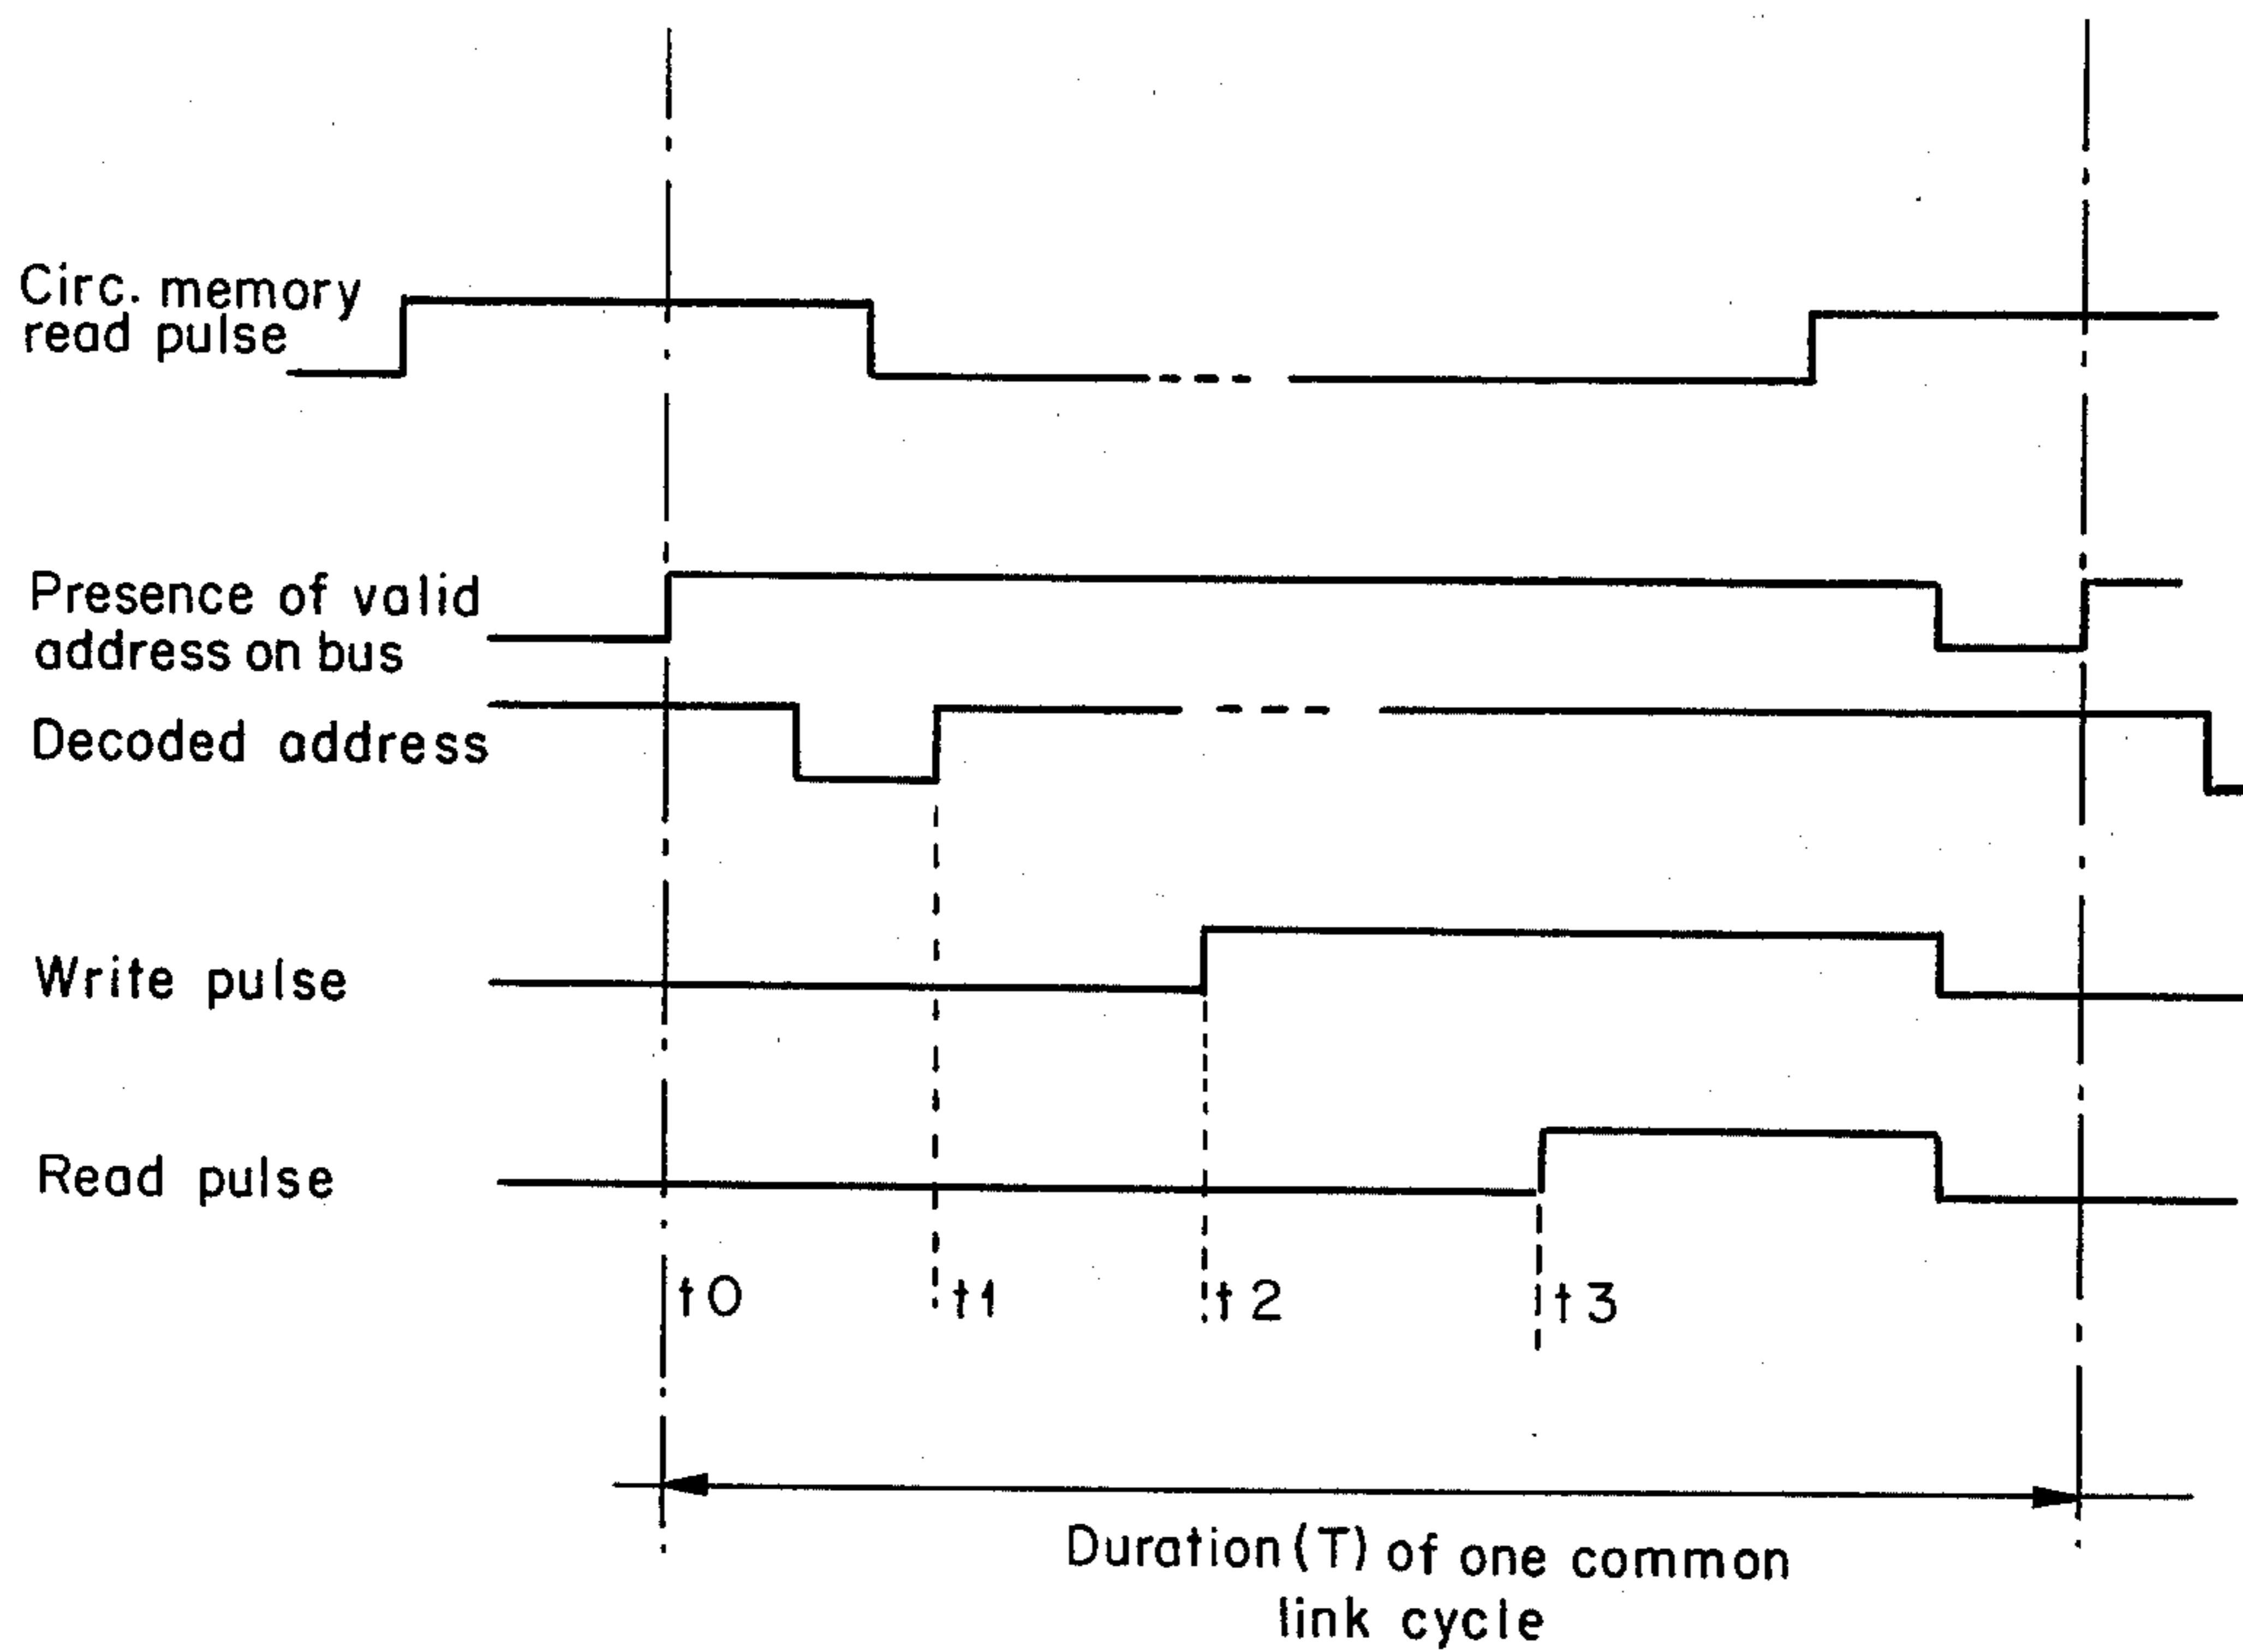 Circ. memory
read pulse
Presence of valid
address on bus
Decoded address
Write pulse
Read pulse
t0
t1
t2
t3
Duration (T) of one common
link cycle